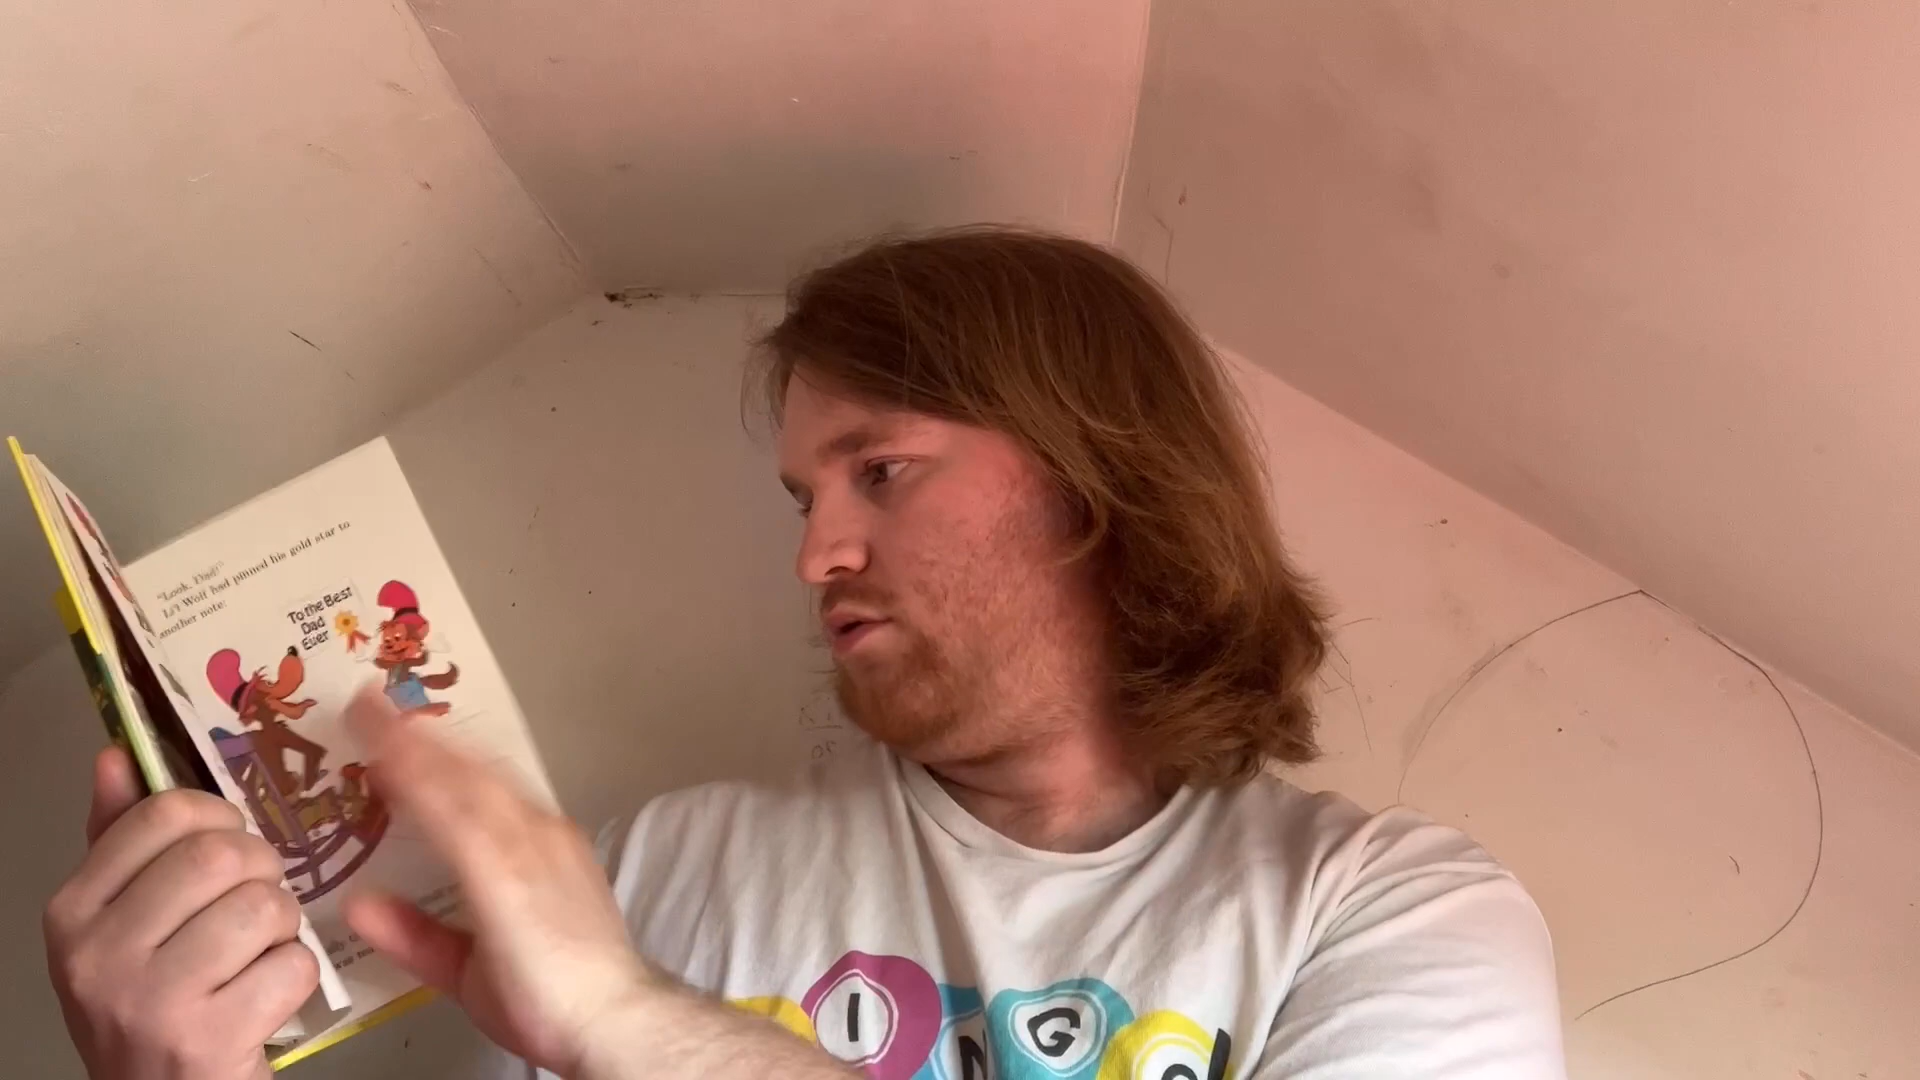 "Look, Dad!"
Li'l Wolf had pinned his gold star to
another note:
To the Best
Dad
Ever
I
N
G
O